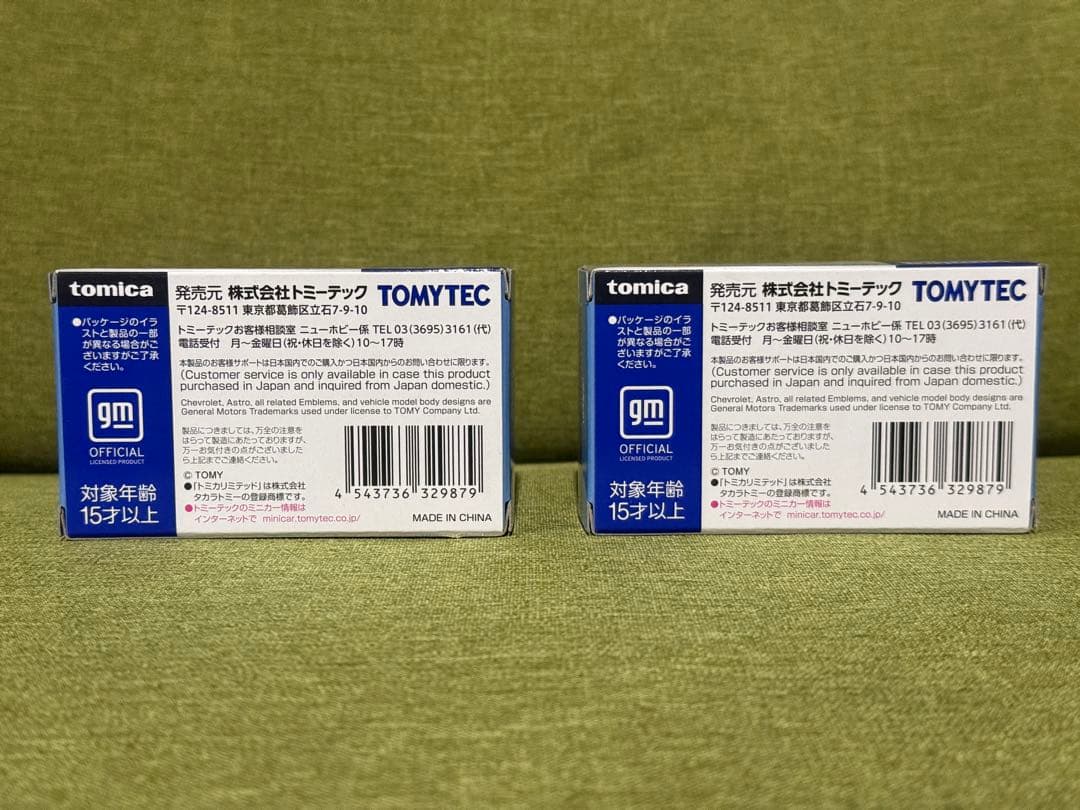 tomica
●パッケージのイラ
ストと製品の一部
が異なる場合がご
ざいますがご了承
ください。
gm
OFFICIAL
LICENSED PRODUCT
対象年齢
15才以上
発売元 株式会社トミーテック TOMYTEC
〒124-8511 東京都葛飾区立石7-9-10
トミーテックお客様相談室 ニューホビー係 TEL 03(3695)3161(代)
電話受付 月～金曜日(祝・休日を除く)10～17時
本製品のお客様サポートは日本国内でのご購入かつ日本国内からのお問い合わせに限ります。
(Customer service is only available in case this product
purchased in Japan and inquired from Japan domestic.)
Chevrolet, Astro, all related Emblems, and vehicle model body designs are
General Motors Trademarks used under license to TOMY Company Ltd.
製品につきましては、万全の注意を
はらって製造にあたっておりますが、
万一お気付きの点がございました
ら上記までご連絡ください。
© TOMY
●「トミカリミテッド」は株式会社
タカラトミーの登録商標です。
●トミーテックのミニカー情報は
インターネットで minicar.tomytec.co.jp/
4 543736 329879
MADE IN CHINA
tomica
●パッケージのイラ
ストと製品の一部
が異なる場合がご
ざいますがご了承
ください。
gm
OFFICIAL
LICENSED PRODUCT
対象年齢
15才以上
発売元 株式会社トミーテック TOMYTEC
〒124-8511 東京都葛飾区立石7-9-10
トミーテックお客様相談室 ニューホビー係 TEL 03(3695)3161(代)
電話受付 月～金曜日(祝・休日を除く)10～17時
本製品のお客様サポートは日本国内でのご購入かつ日本国内からのお問い合わせに限ります。
(Customer service is only available in case this product
purchased in Japan and inquired from Japan domestic.)
Chevrolet, Astro, all related Emblems, and vehicle model body designs are
General Motors Trademarks used under license to TOMY Company Ltd.
製品につきましては、万全の注意を
はらって製造にあたっておりますが、
万一お気付きの点がございました
ら上記までご連絡ください。
© TOMY
●「トミカリミテッド」は株式会社
タカラトミーの登録商標です。
●トミーテックのミニカー情報は
インターネットで minicar.tomytec.co.jp/
4 543736 329879
MADE IN CHINA